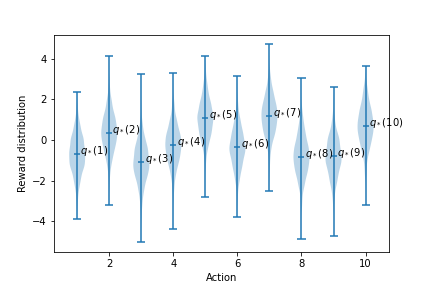 Reward distribution
4
2
0
−2
−4
q*(1)
q*(2)
q*(3)
q*(4)
q*(5)
q*(6)
q*(7)
q*(8)
q*(9)
q*(10)
2 4 6 8 10
Action